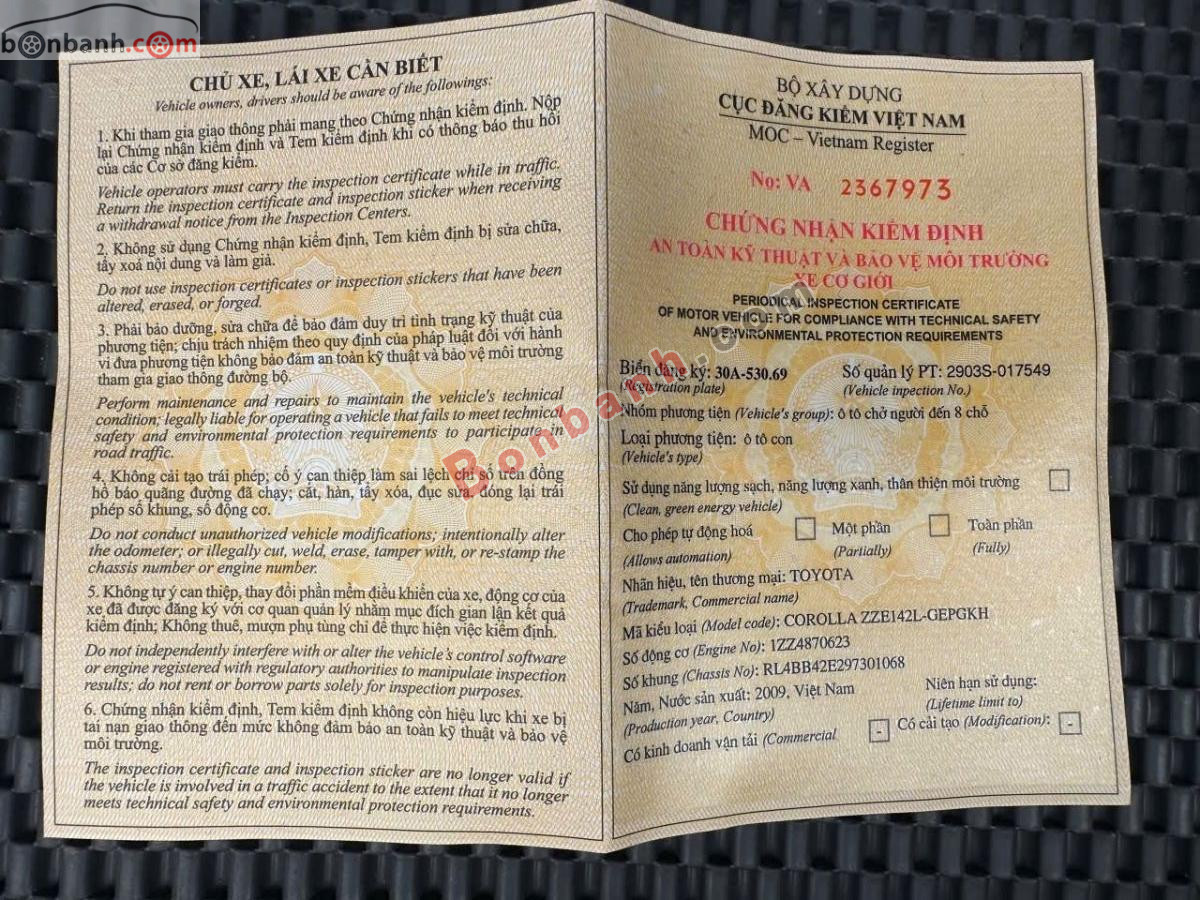 bonbanh.com
CHỦ XE, LÁI XE CẦN BIẾT
Vehicle owners, drivers should be aware of the followings:
1. Khi tham gia giao thông phải mang theo Chứng nhận kiểm định. Nộp
lại Chứng nhận kiểm định và Tem kiểm định khi có thông báo thu hồi
của các Cơ sở đăng kiểm.
Vehicle operators must carry the inspection certificate while in traffic.
Return the inspection certificate and inspection sticker when receiving
a withdrawal notice from the Inspection Centers.
2. Không sử dụng Chứng nhận kiểm định, Tem kiểm định bị sửa chữa,
tẩy xoá nội dung và làm giả.
Do not use inspection certificates or inspection stickers that have been
altered, erased, or forged.
3. Phải bảo dưỡng, sửa chữa để bảo đảm duy trì tình trạng kỹ thuật của
phương tiện; chịu trách nhiệm theo quy định của pháp luật đối với hành
vi đưa phương tiện không bảo đảm an toàn kỹ thuật và bảo vệ môi trường
tham gia giao thông đường bộ.
Perform maintenance and repairs to maintain the vehicle's technical
condition; legally liable for operating a vehicle that fails to meet technical
safety and environmental protection requirements to participate in
road traffic.
4. Không cải tạo trái phép; cố ý can thiệp làm sai lệch chỉ số trên đồng
hồ báo quãng đường đã chạy; cắt, hàn, tẩy xóa, đục sửa, đóng lại trái
phép số khung, số động cơ.
Do not conduct unauthorized vehicle modifications; intentionally alter
the odometer; or illegally cut, weld, erase, tamper with, or re-stamp the
chassis number or engine number.
5. Không tự ý can thiệp, thay đổi phần mềm điều khiển của xe, động cơ của
xe đã được đăng ký với cơ quan quản lý nhằm mục đích gian lận kết quả
kiểm định; Không thuê, mượn phụ tùng chỉ để thực hiện việc kiểm định.
Do not independently interfere with or alter the vehicle's control software
or engine registered with regulatory authorities to manipulate inspection
results; do not rent or borrow parts solely for inspection purposes.
6. Chứng nhận kiểm định, Tem kiểm định không còn hiệu lực khi xe bị
tai nạn giao thông đến mức không đảm bảo an toàn kỹ thuật và bảo vệ
môi trường.
The inspection certificate and inspection sticker are no longer valid if
the vehicle is involved in a traffic accident to the extent that it no longer
meets technical safety and environmental protection requirements.
BỘ XÂY DỰNG
CỤC ĐĂNG KIỂM VIỆT NAM
MOC – Vietnam Register
No: VA 2367973
CHỨNG NHẬN KIỂM ĐỊNH
AN TOÀN KỸ THUẬT VÀ BẢO VỆ MÔI TRƯỜNG
XE CƠ GIỚI
PERIODICAL INSPECTION CERTIFICATE
OF MOTOR VEHICLE FOR COMPLIANCE WITH TECHNICAL SAFETY
AND ENVIRONMENTAL PROTECTION REQUIREMENTS
Biển đăng ký: 30A-530.69 Số quản lý PT: 2903S-017549
(Registration plate) (Vehicle inpection No.)
Nhóm phương tiện (Vehicle's group): ô tô chở người đến 8 chỗ
Loại phương tiện: ô tô con
(Vehicle's type)
Sử dụng năng lượng sạch, năng lượng xanh, thân thiện môi trường
(Clean, green energy vehicle)
Cho phép tự động hoá Một phần Toàn phần
(Allows automation) (Partially) (Fully)
Nhãn hiệu, tên thương mại: TOYOTA
(Trademark, Commercial name)
Mã kiểu loại (Model code): COROLLA ZZE142L-GEPGKH
Số động cơ (Engine No): 1ZZ4870623
Số khung (Chassis No): RL4BB42E297301068
Năm, Nước sản xuất: 2009, Việt Nam Niên hạn sử dụng:
(Production year, Country) (Lifetime limit to)
Có kinh doanh vận tải (Commercial - Có cải tạo (Modification): -
Bonbanh.com